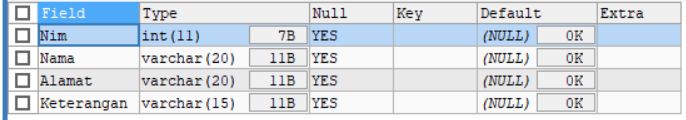 Field Type Null Key Default Extra
Nim int(11) 7B YES (NULL) 0K
Nama varchar(20) 11B YES (NULL) 0K
Alamat varchar(20) 11B YES (NULL) 0K
Keterangan varchar(15) 11B YES (NULL) 0K